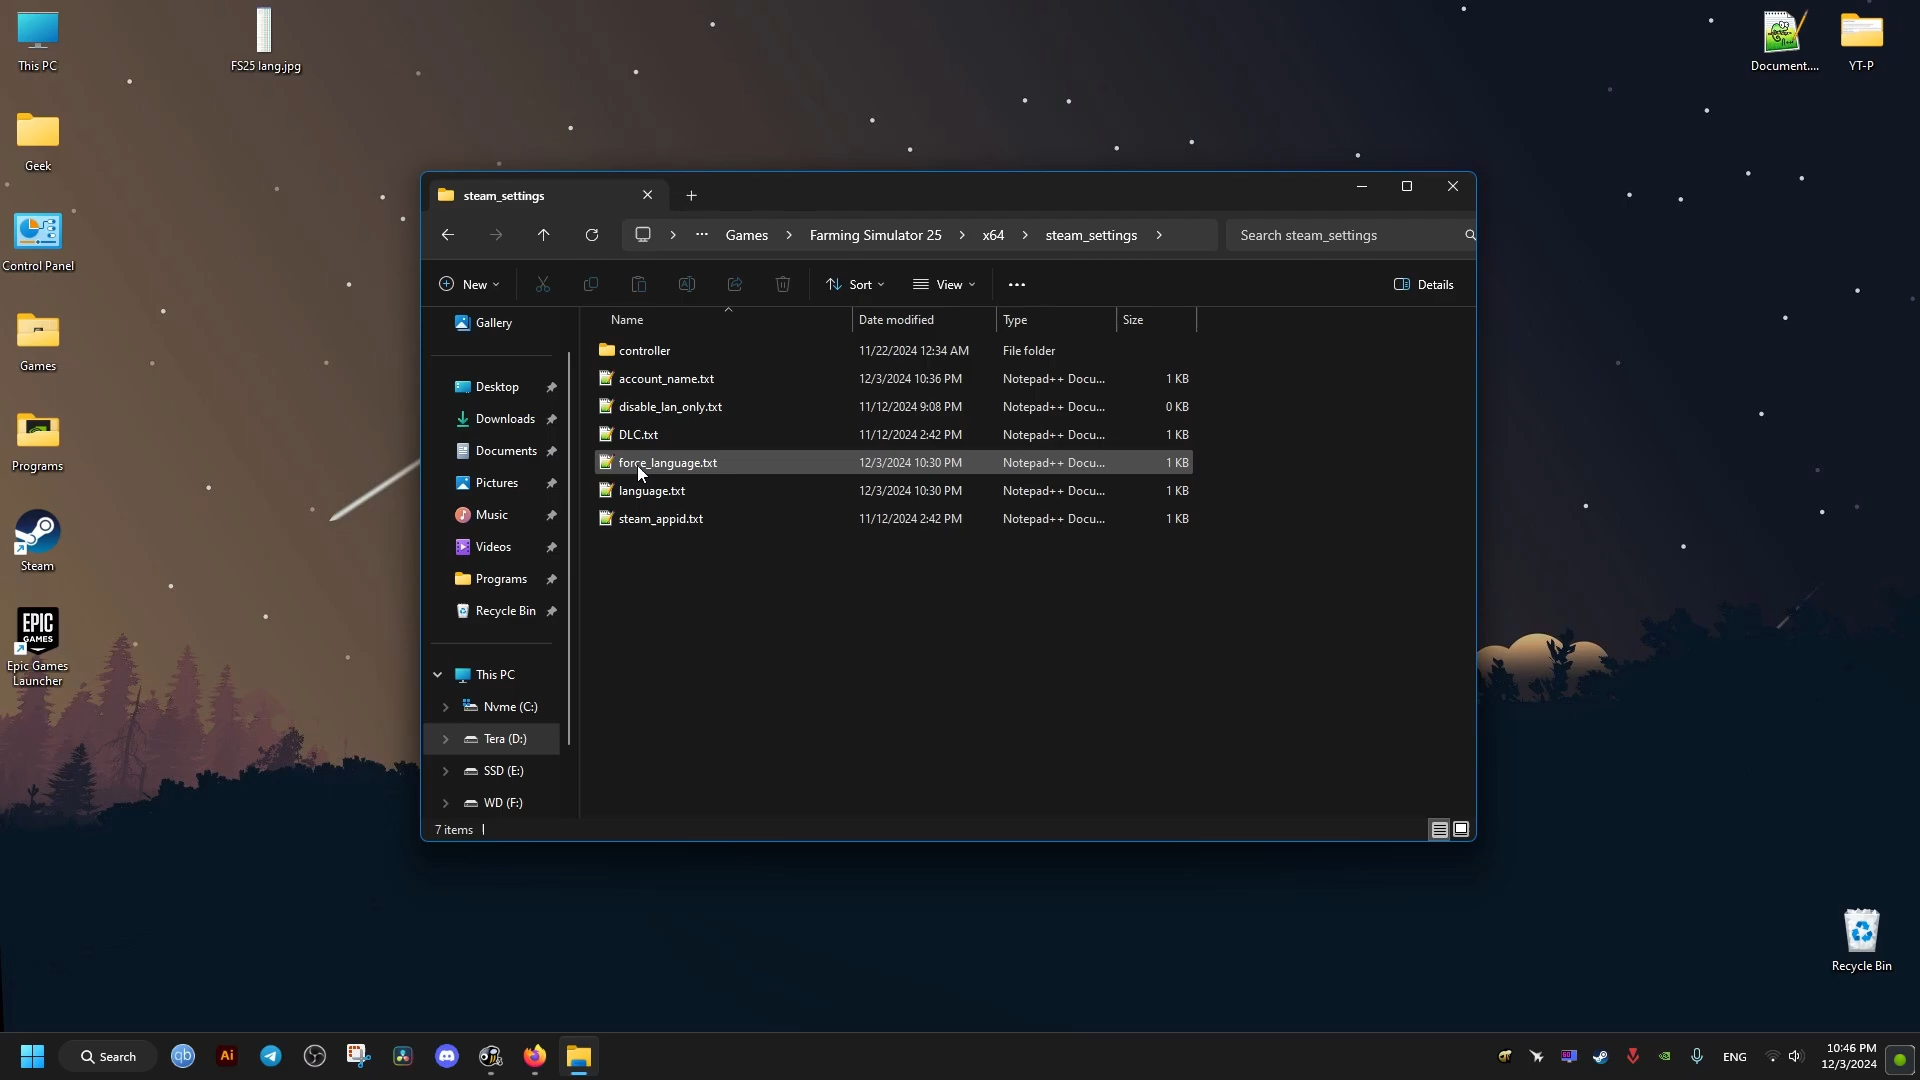 This PC
FS25 lang.jpg
Document....
YT-P
Geek
Control Panel
Games
Programs
Steam
EPIC
GAMES
Epic Games
Launcher
steam_settings
Games
Farming Simulator 25
x64
steam_settings
Search steam_settings
New
Sort
View
Details
Gallery
Desktop
Downloads
Documents
Pictures
Music
Videos
Programs
Recycle Bin
This PC
Nvme (C:)
Tera (D:)
SSD (E:)
WD (F:)
Name Date modified Type Size
controller 11/22/2024 12:34 AM File folder
account_name.txt 12/3/2024 10:36 PM Notepad++ Docu... 1 KB
disable_lan_only.txt 11/12/2024 9:08 PM Notepad++ Docu... 0 KB
DLC.txt 11/12/2024 2:42 PM Notepad++ Docu... 1 KB
force_language.txt 12/3/2024 10:30 PM Notepad++ Docu... 1 KB
language.txt 12/3/2024 10:30 PM Notepad++ Docu... 1 KB
steam_appid.txt 11/12/2024 2:42 PM Notepad++ Docu... 1 KB
7 items
Recycle Bin
Search
qb
Ai
ENG
10:46 PM
12/3/2024